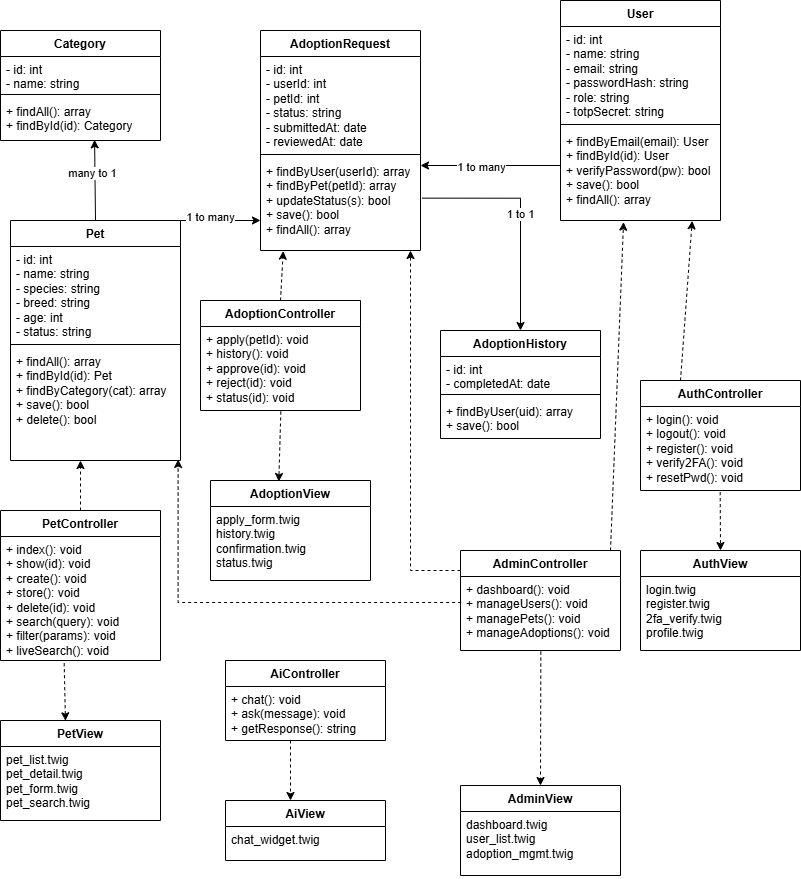 Category
- id: int
- name: string
+ findAll(): array
+ findById(id): Category
many to 1
AdoptionRequest
- id: int
- userId: int
- petId: int
- status: string
- submittedAt: date
- reviewedAt: date
+ findByUser(userId): array
+ findByPet(petId): array
+ updateStatus(s): bool
+ save(): bool
+ findAll(): array
User
- id: int
- name: string
- email: string
- passwordHash: string
- role: string
- totpSecret: string
+ findByEmail(email): User
+ findById(id): User
+ verifyPassword(pw): bool
+ save(): bool
+ findAll(): array
1 to many
1 to many
1 to 1
Pet
- id: int
- name: string
- species: string
- breed: string
- age: int
- status: string
+ findAll(): array
+ findById(id): Pet
+ findByCategory(cat): array
+ save(): bool
+ delete(): bool
AdoptionController
+ apply(petId): void
+ history(): void
+ approve(id): void
+ reject(id): void
+ status(id): void
AdoptionHistory
- id: int
- completedAt: date
+ findByUser(uid): array
+ save(): bool
AuthController
+ login(): void
+ logout(): void
+ register(): void
+ verify2FA(): void
+ resetPwd(): void
AdoptionView
apply_form.twig
history.twig
confirmation.twig
status.twig
PetController
+ index(): void
+ show(id): void
+ create(): void
+ store(): void
+ delete(id): void
+ search(query): void
+ filter(params): void
+ liveSearch(): void
AdminController
+ dashboard(): void
+ manageUsers(): void
+ managePets(): void
+ manageAdoptions(): void
AuthView
login.twig
register.twig
2fa_verify.twig
profile.twig
AiController
+ chat(): void
+ ask(message): void
+ getResponse(): string
PetView
pet_list.twig
pet_detail.twig
pet_form.twig
pet_search.twig
AiView
chat_widget.twig
AdminView
dashboard.twig
user_list.twig
adoption_mgmt.twig